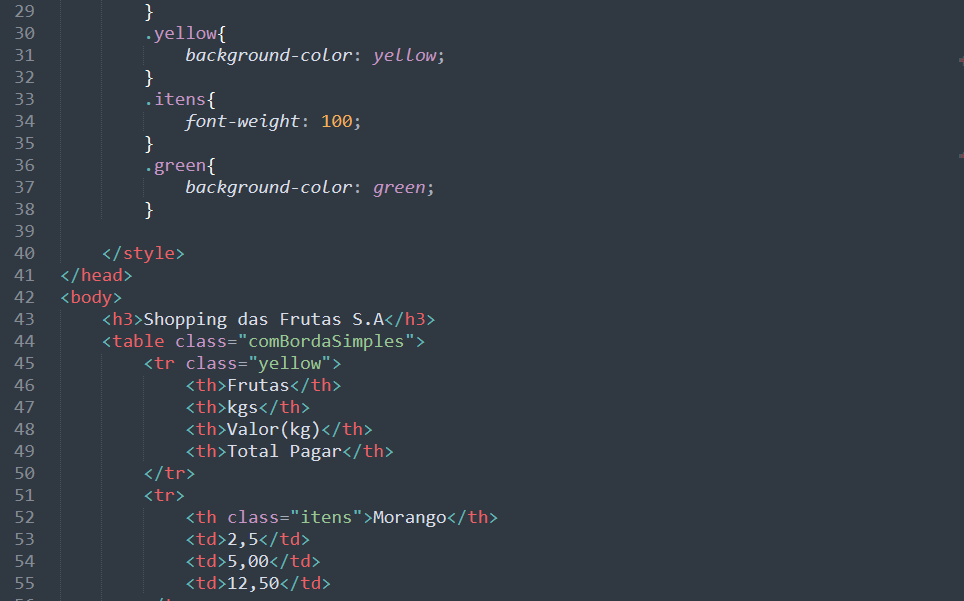 29 }
30 .yellow{
31 background-color: yellow;
32 }
33 .itens{
34 font-weight: 100;
35 }
36 .green{
37 background-color: green;
38 }
39
40 </style>
41 </head>
42 <body>
43 <h3>Shopping das Frutas S.A</h3>
44 <table class="comBordaSimples">
45 <tr class="yellow">
46 <th>Frutas</th>
47 <th>kgs</th>
48 <th>Valor(kg)</th>
49 <th>Total Pagar</th>
50 </tr>
51 <tr>
52 <th class="itens">Morango</th>
53 <td>2,5</td>
54 <td>5,00</td>
55 <td>12,50</td>